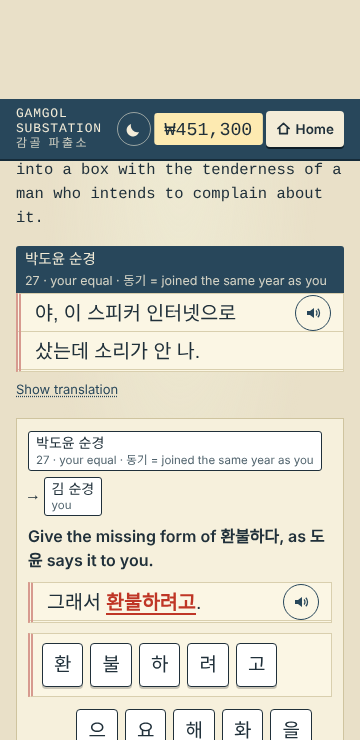 GAMGOL
SUBSTATION
감골 파출소
₩451,300
Home
into a box with the tenderness of a
man who intends to complain about
it.
박도윤 순경
27 · your equal · 동기 = joined the same year as you
야, 이 스피커 인터넷으로
샀는데 소리가 안 나.
Show translation
박도윤 순경
27 · your equal · 동기 = joined the same year as you
→ 김 순경
you
Give the missing form of 환불하다, as 도
윤 says it to you.
그래서 환불하려고.
환 불 하 려 고
으 요 해 화 을